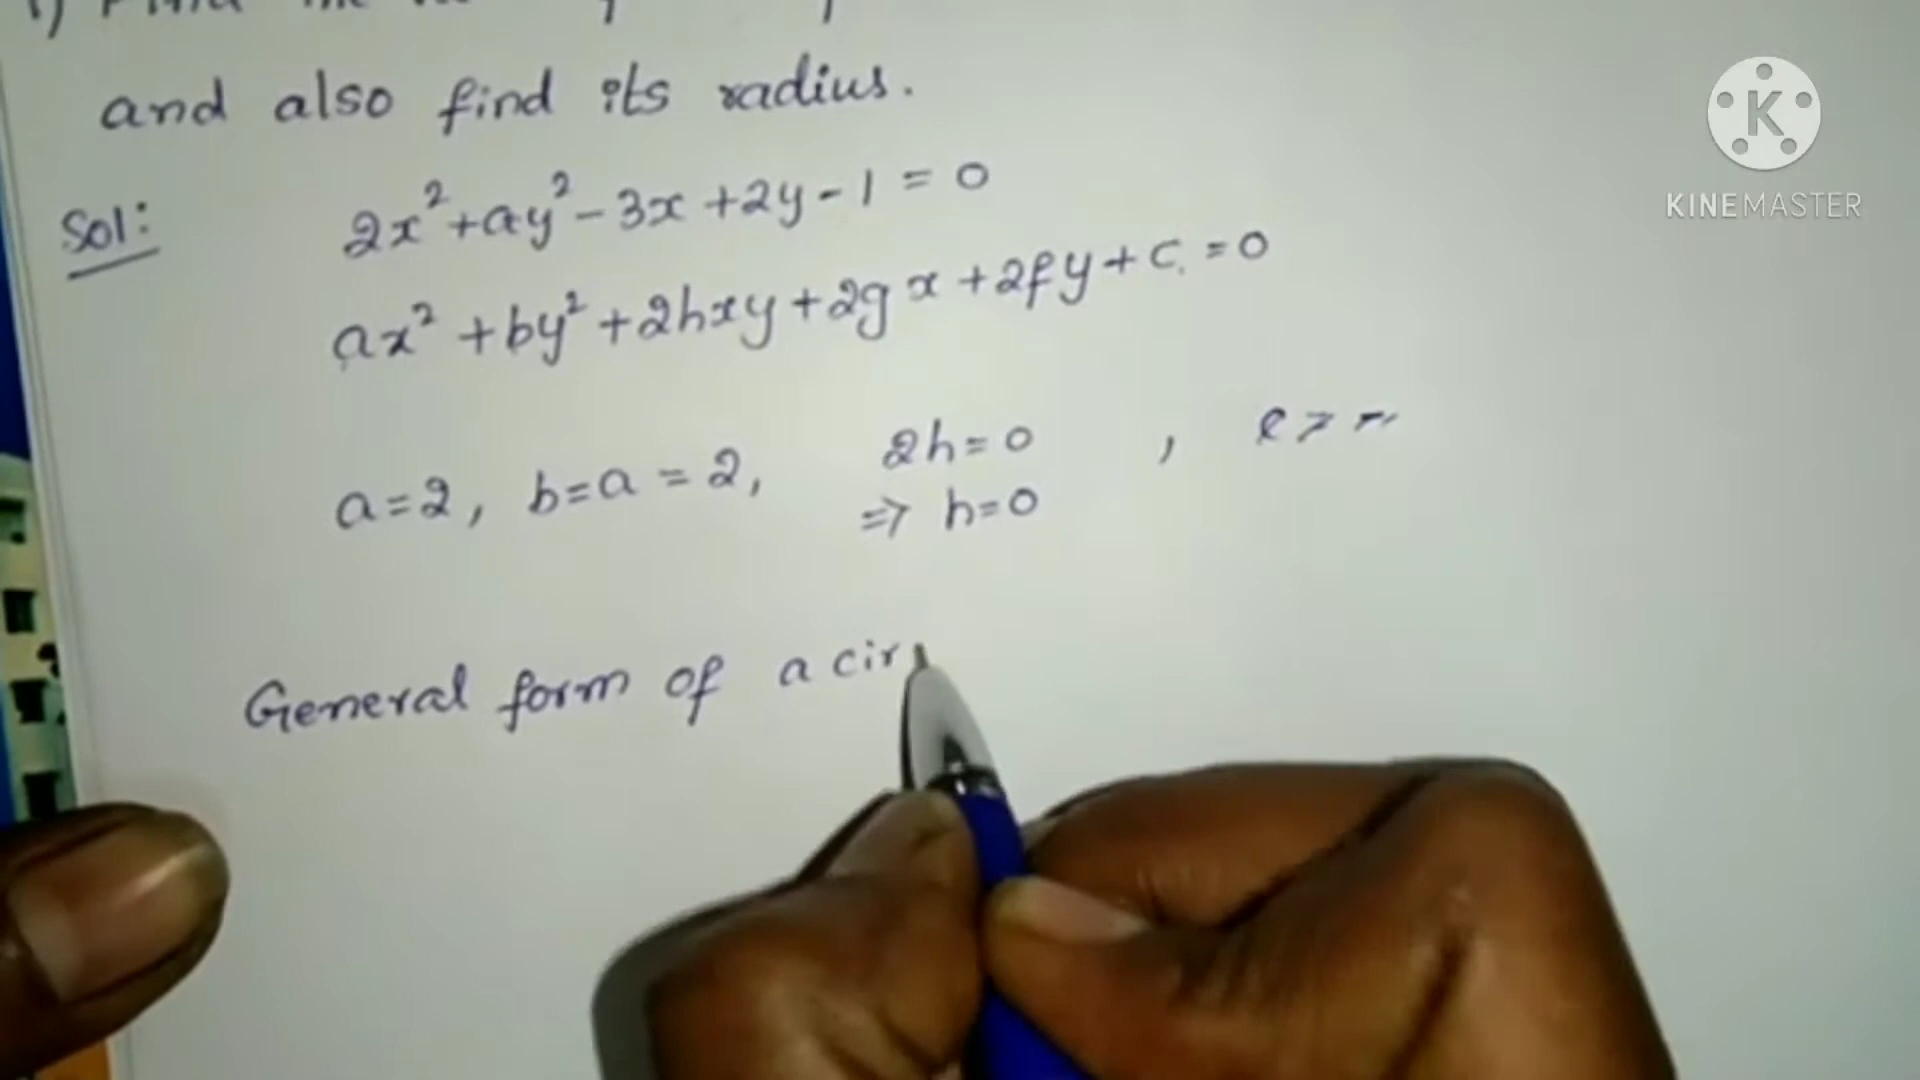 and also find its radius.
Sol: 2x²+ay²-3x+2y-1=0
ax²+by²+2hxy+2gx+2fy+c=0
a=2, b=a=2, 2h=0
⇒ h=0
General form of a cir
K
KINEMASTER